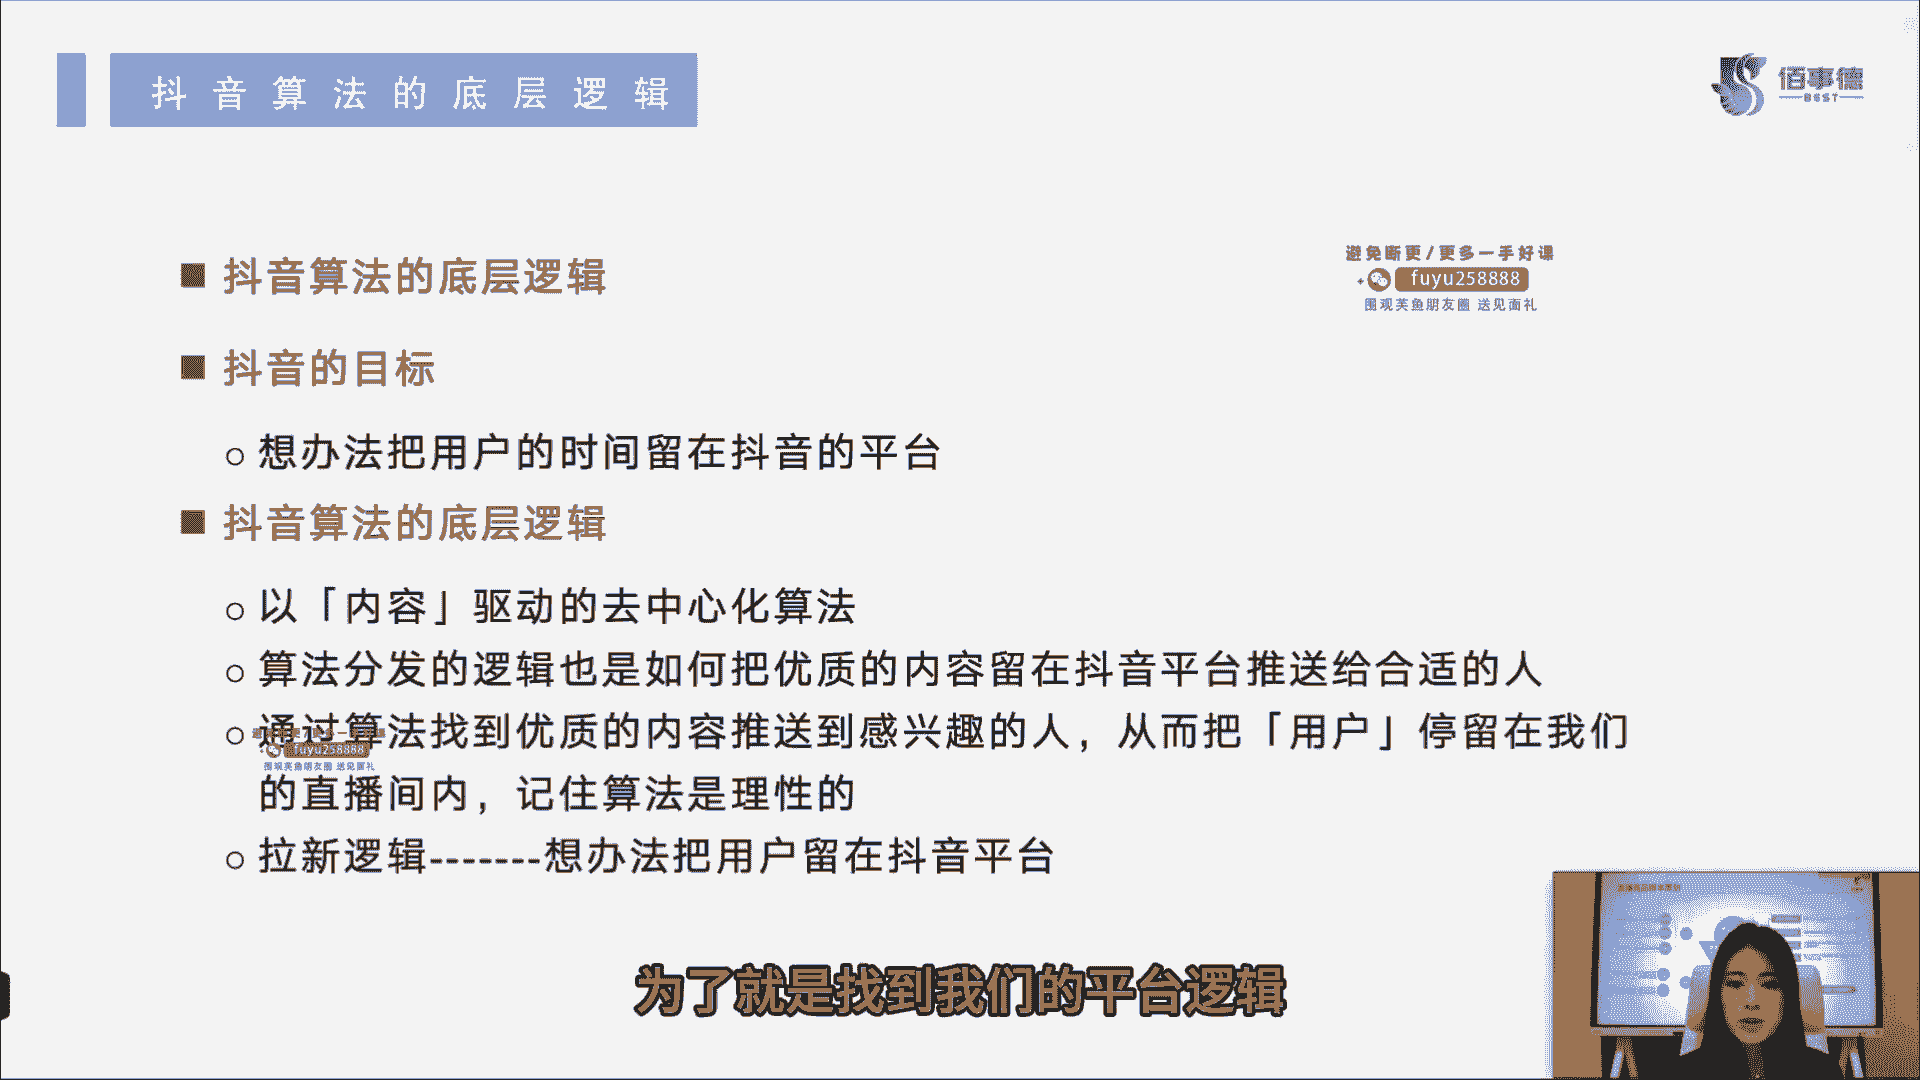 抖音算法的底层逻辑
佰事德
BEST
避免断更/更多一手好课
fuyu258888
围观芙鱼朋友圈 送见面礼
■ 抖音算法的底层逻辑
■ 抖音的目标
○ 想办法把用户的时间留在抖音的平台
■ 抖音算法的底层逻辑
○ 以「内容」驱动的去中心化算法
○ 算法分发的逻辑也是如何把优质的内容留在抖音平台推送给合适的人
○ 通过算法找到优质的内容推送到感兴趣的人，从而把「用户」停留在我们
的直播间内，记住算法是理性的
避免断更/更多一手好课
fuyu258888
围观芙鱼朋友圈 送见面礼
○ 拉新逻辑-------想办法把用户留在抖音平台
为了就是找到我们的平台逻辑